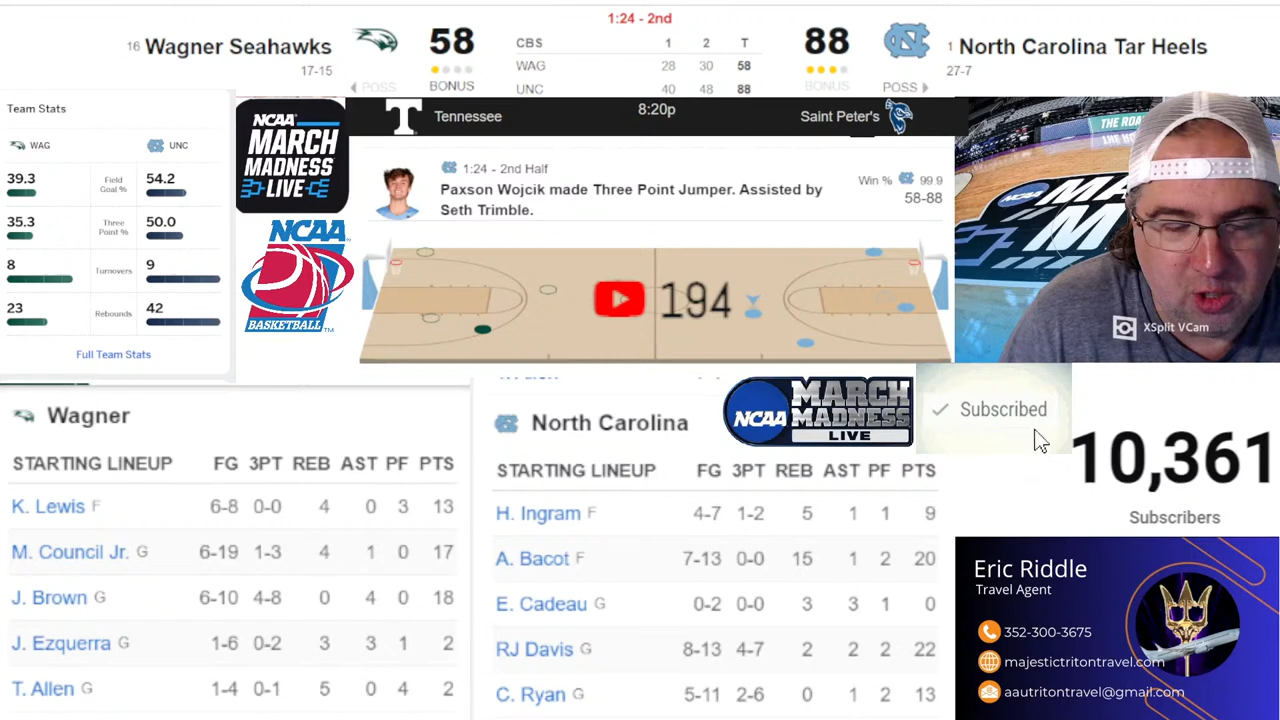 1:24 - 2nd
16 Wagner Seahawks
17-15
58
POSS
BONUS
CBS 1 2 T
WAG 28 30 58
UNC 40 48 88
88
BONUS
POSS
1 North Carolina Tar Heels
27-7
Team Stats
WAG UNC
39.3 Field Goal % 54.2
35.3 Three Point % 50.0
8 Turnovers 9
23 Rebounds 42
Full Team Stats
NCAA
MARCH
MADNESS
LIVE
NCAA
BASKETBALL™
T Tennessee
8:20p
Saint Peter's
1:24 - 2nd Half
Paxson Wojcik made Three Point Jumper. Assisted by
Seth Trimble.
Win % 99.9
58-88
194
THE ROA
NCAA
M
XSplit VCam
Wagner
STARTING LINEUP FG 3PT REB AST PF PTS
K. Lewis F 6-8 0-0 4 0 3 13
M. Council Jr. G 6-19 1-3 4 1 0 17
J. Brown G 6-10 4-8 0 4 0 18
J. Ezquerra G 1-6 0-2 3 3 1 2
T. Allen G 1-4 0-1 5 0 4 2
North Carolina
STARTING LINEUP FG 3PT REB AST PF PTS
H. Ingram F 4-7 1-2 5 1 1 9
A. Bacot F 7-13 0-0 15 1 2 20
E. Cadeau G 0-2 0-0 3 3 1 0
RJ Davis G 8-13 4-7 2 2 2 22
C. Ryan G 5-11 2-6 0 1 2 13
NCAA
MARCH
MADNESS
LIVE
Subscribed
10,361
Subscribers
Eric Riddle
Travel Agent
352-300-3675
majestictritontravel.com
aautritontravel@gmail.com